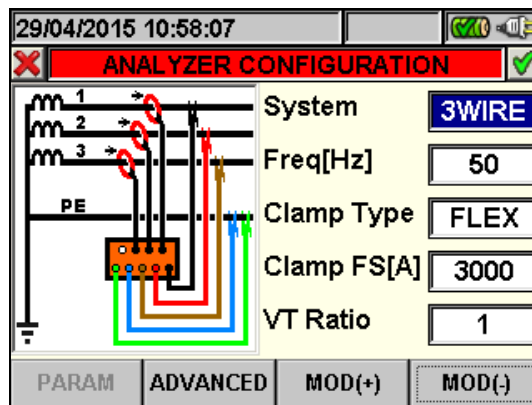 29/04/2015 10:58:07
ANALYZER CONFIGURATION
1
2
3
PE
System 3WIRE
Freq[Hz] 50
Clamp Type FLEX
Clamp FS[A] 3000
VT Ratio 1
PARAM ADVANCED MOD(+) MOD(-)